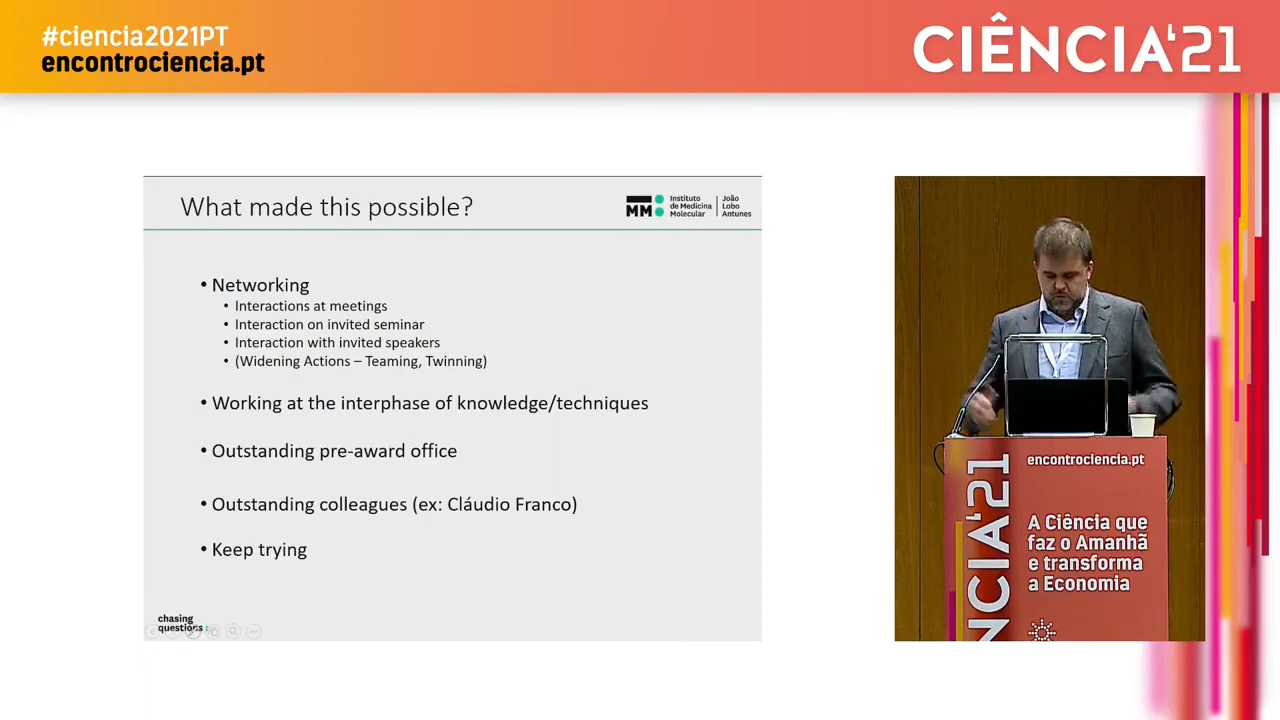 #ciencia2021PT
encontrociencia.pt
CIÊNCIA'21
What made this possible?
iMM
Instituto
de Medicina
Molecular
João
Lobo
Antunes
• Networking
• Interactions at meetings
• Interaction on invited seminar
• Interaction with invited speakers
• (Widening Actions – Teaming, Twinning)
• Working at the interphase of knowledge/techniques
• Outstanding pre-award office
• Outstanding colleagues (ex: Cláudio Franco)
• Keep trying
chasing
questions
encontrociencia.pt
NCIA'21
A Ciência que
faz o Amanhã
e transforma
a Economia